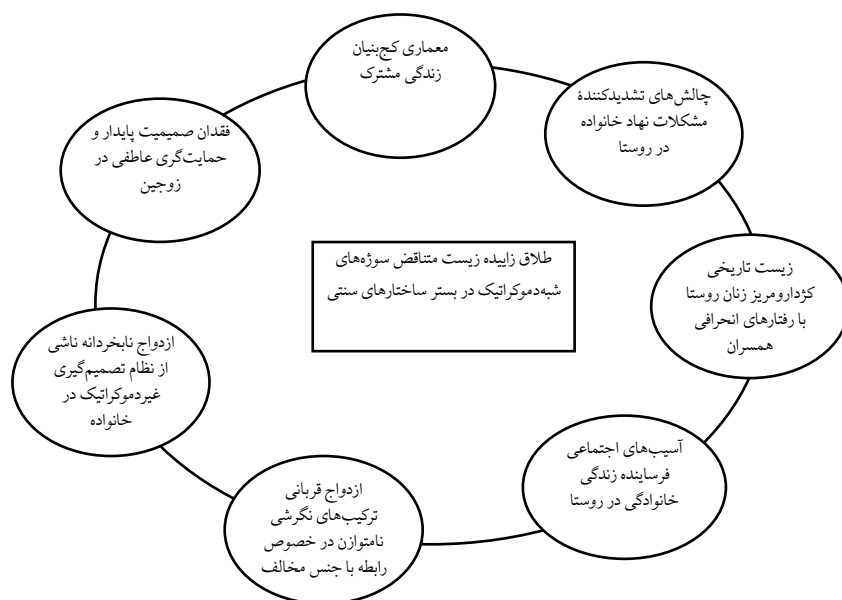 معماری کج‌بنیان
زندگی مشترک
چالش‌های تشدیدکنندۀ
مشکلات نهاد خانواده
در روستا
فقدان صمیمیت پایدار و
حمایت‌گری عاطفی در
زوجین
طلاق زاییده زیست متناقض سوژه‌های
شبه‌دموکراتیک در بستر ساختارهای سنتی
زیست تاریخی
کژدارومریز زنان روستا
با رفتارهای انحرافی
همسران
ازدواج نابخردانه ناشی
از نظام تصمیم‌گیری
غیردموکراتیک در
خانواده
آسیب‌های اجتماعی
فرساینده زندگی
خانوادگی در روستا
ازدواج قربانی
ترکیب‌های نگرشی
نامتوازن در خصوص
رابطه با جنس مخالف